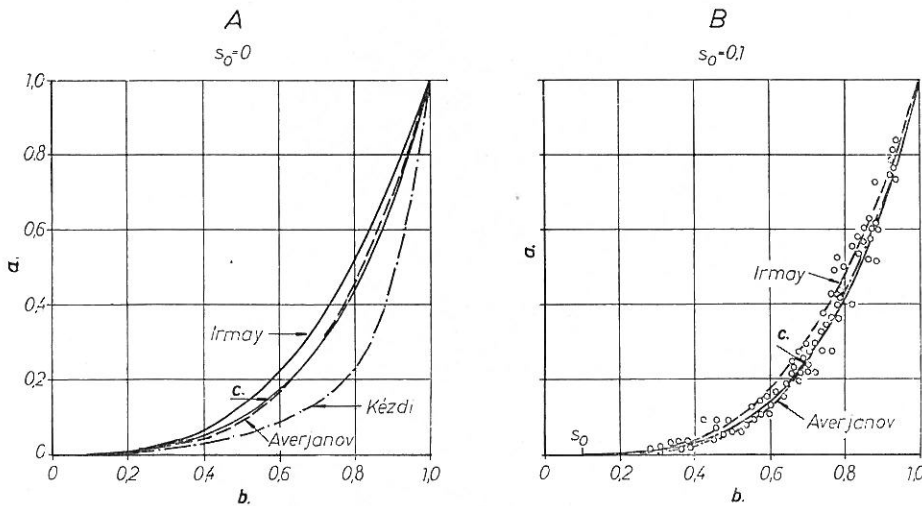 A
s₀=0
1,0
0,8
0,6
0,4
0,2
0
a.
Irmay
c.
Kézdi
Averjanov
0
0,2
0,4
0,6
0,8
1,0
b.
B
s₀=0,1
a.
Irmay
c.
Averjanov
s₀
0
0,2
0,4
0,6
0,8
1,0
b.